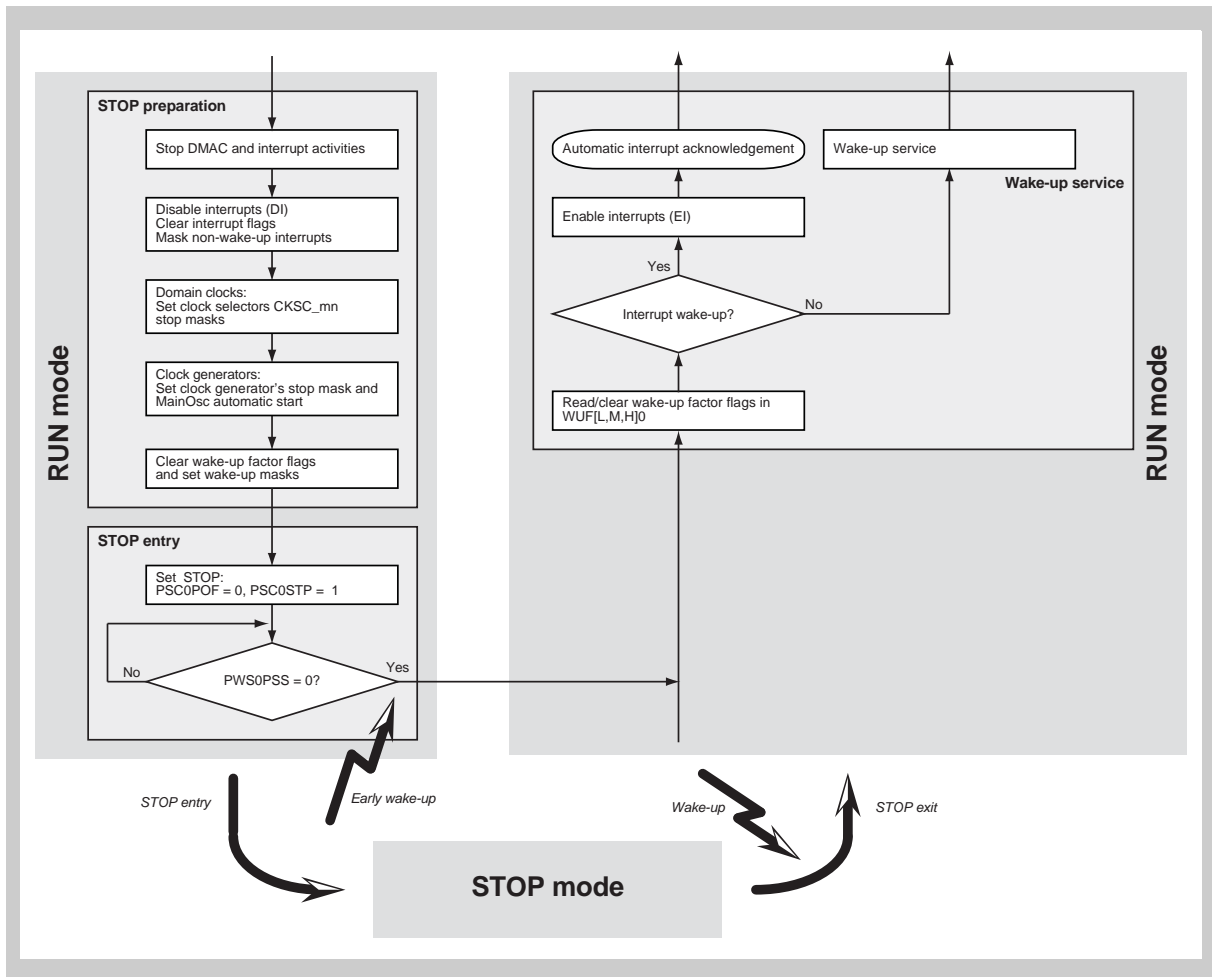 STOP preparation
Stop DMAC and interrupt activities
Disable interrupts (DI)
Clear interrupt flags
Mask non-wake-up interrupts
Domain clocks:
Set clock selectors CKSC_mn
stop masks
Clock generators:
Set clock generator's stop mask and
MainOsc automatic start
Clear wake-up factor flags
and set wake-up masks
RUN mode
STOP entry
Set STOP:
PSC0POF = 0, PSC0STP = 1
No
PWS0PSS = 0?
Yes
Automatic interrupt acknowledgement
Wake-up service
Wake-up service
Enable interrupts (EI)
Yes
Interrupt wake-up?
No
Read/clear wake-up factor flags in
WUF[L,M,H]0
RUN mode
STOP entry
Early wake-up
Wake-up
STOP exit
STOP mode